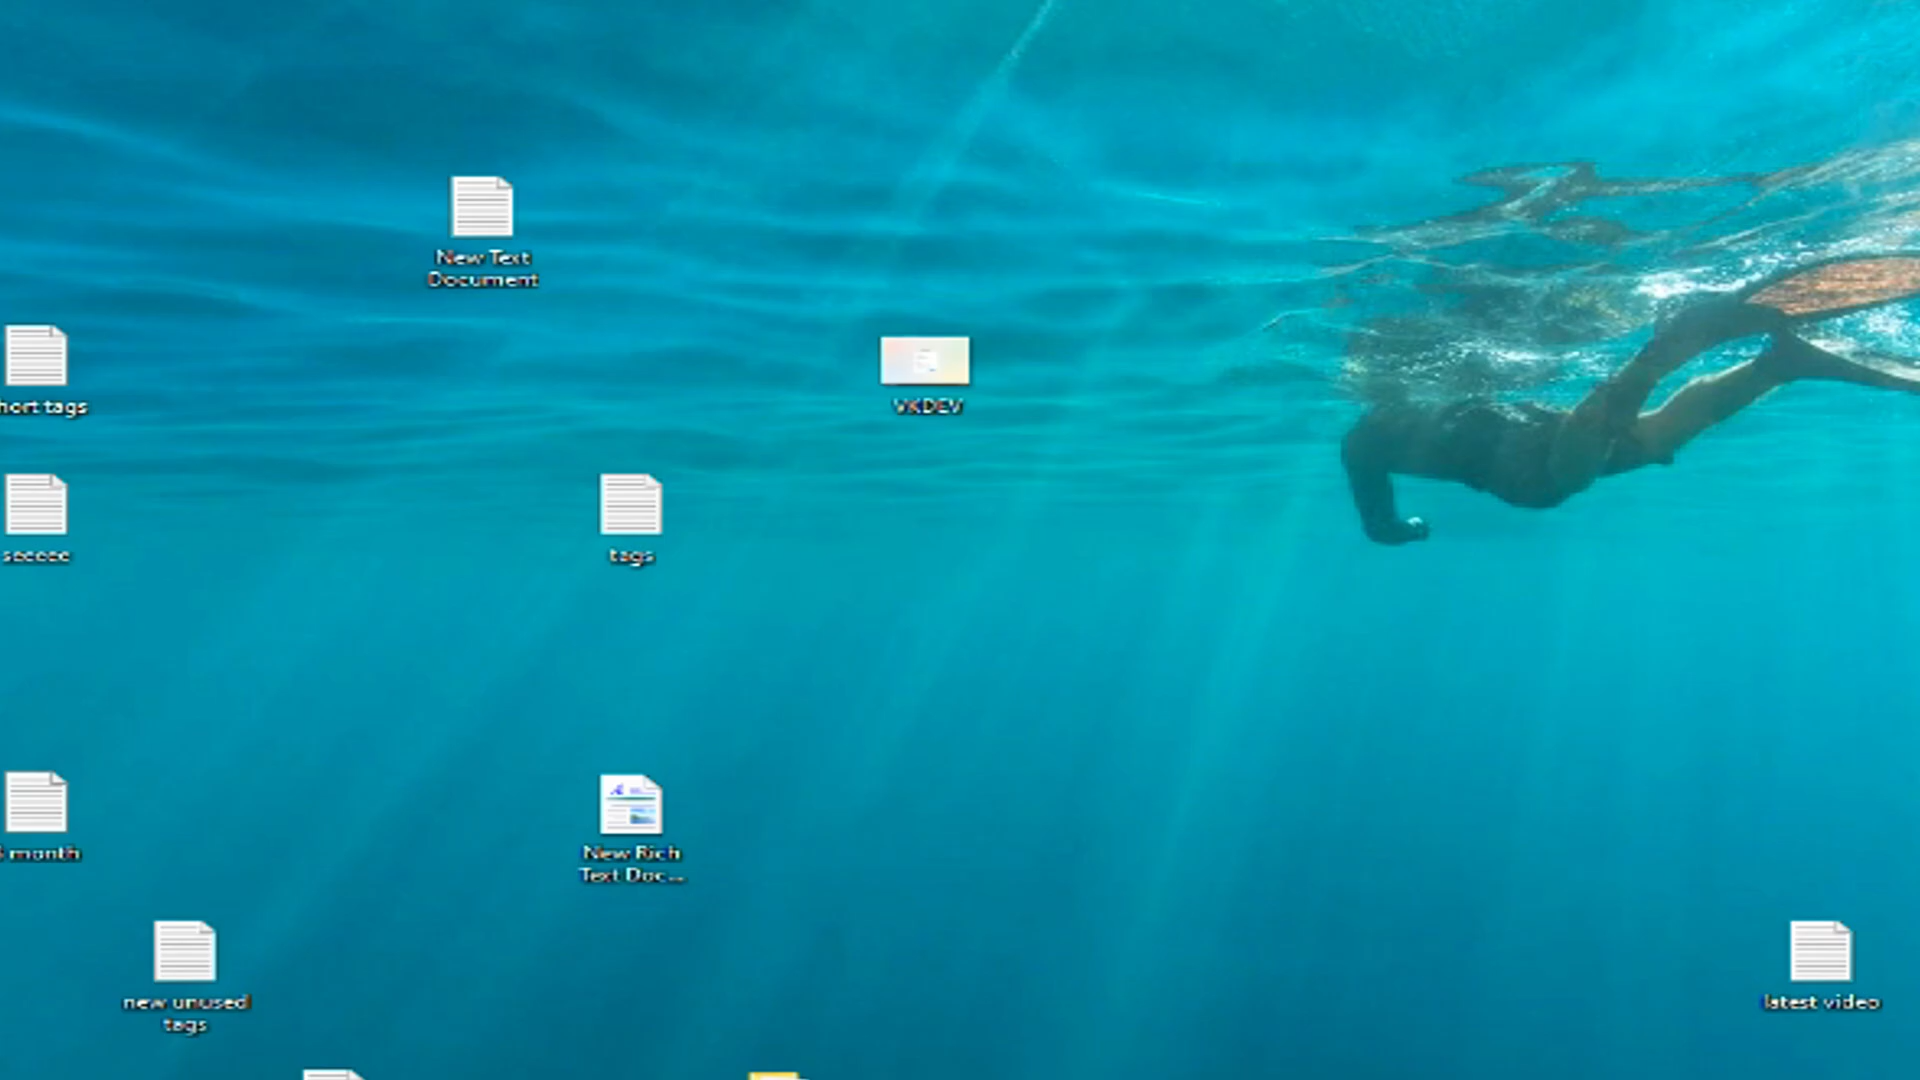 New Text
Document
hort tags
VKDEV
seeeee
tags
month
New Rich
Text Doc...
new unused
tags
latest video